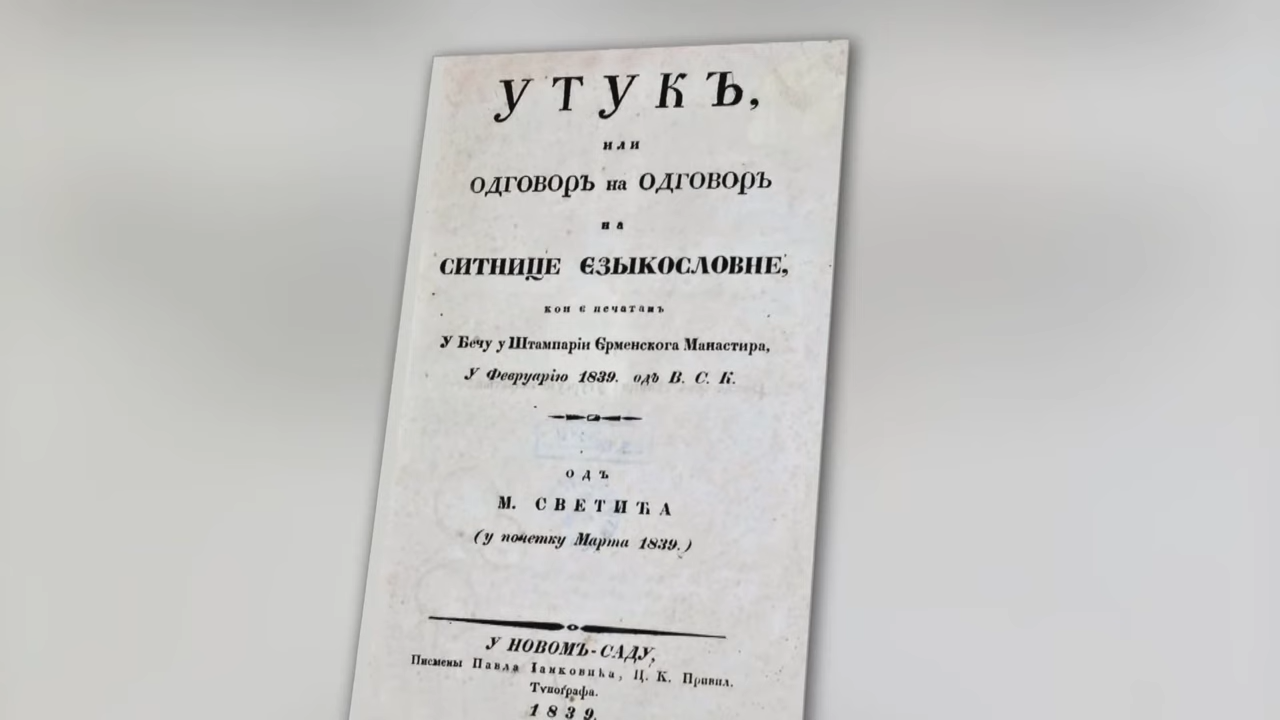 УТУКЪ,
или
ОДГОВОРЪ на ОДГОВОРЪ
на
СИТНИЦЕ ЄЗЫКОСЛОВНЕ,
кои є печатанъ
У Бечу у Штампаріи Єрменскога Манастира,
У Февруарію 1839. одъ В. С. К.
одъ
М. СВЕТИЋА
(у почетку Марта 1839.)
У НОВОМЪ-САДУ,
Писмены Павла Іанковића, Ц. К. Привил.
Тѵпоґрафа.
1839.